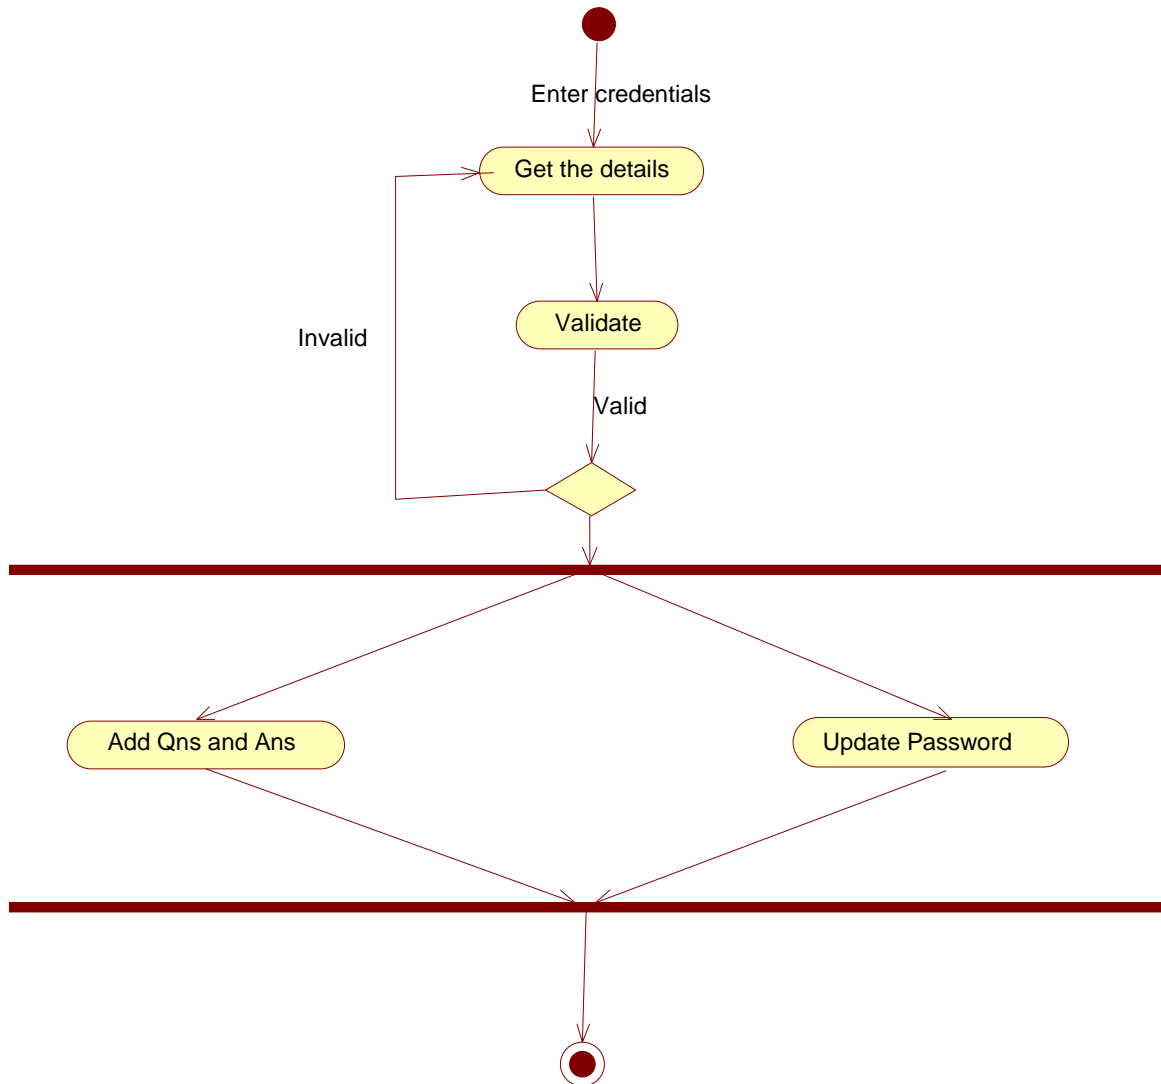 Enter credentials
Get the details
Validate
Invalid
Valid
Add Qns and Ans
Update Password